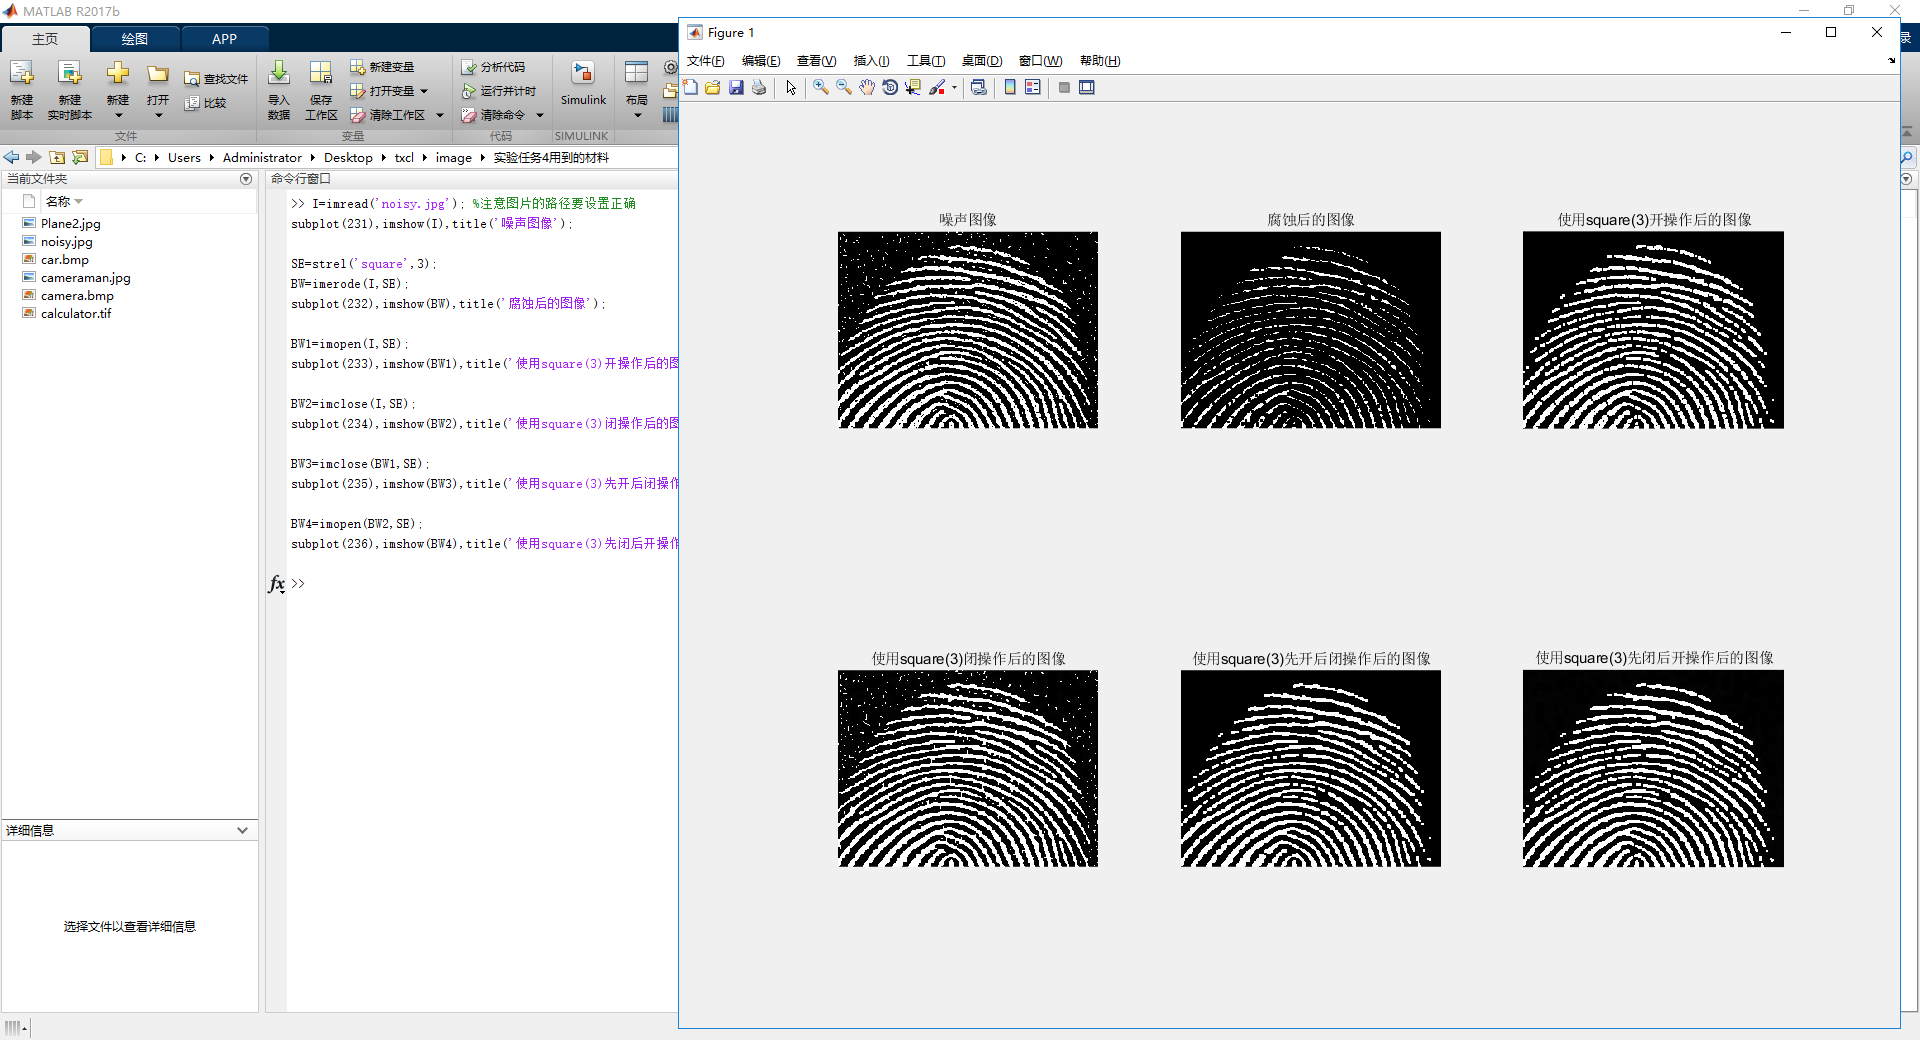 MATLAB R2017b
主页
绘图
APP
新建
脚本
新建
实时脚本
新建
打开
查找文件
比较
文件
导入
数据
保存
工作区
新建变量
打开变量
清除工作区
变量
分析代码
运行并计时
清除命令
代码
Simulink
SIMULINK
布局
录
C:
Users
Administrator
Desktop
txcl
image
实验任务4用到的材料
当前文件夹
名称
Plane2.jpg
noisy.jpg
car.bmp
cameraman.jpg
camera.bmp
calculator.tif
详细信息
选择文件以查看详细信息
命令行窗口
>> I=imread('noisy.jpg'); %注意图片的路径要设置正确
subplot(231),imshow(I),title('噪声图像');
SE=strel('square',3);
BW=imerode(I,SE);
subplot(232),imshow(BW),title('腐蚀后的图像');
BW1=imopen(I,SE);
subplot(233),imshow(BW1),title('使用square(3)开操作后的图
BW2=imclose(I,SE);
subplot(234),imshow(BW2),title('使用square(3)闭操作后的图
BW3=imclose(BW1,SE);
subplot(235),imshow(BW3),title('使用square(3)先开后闭操作
BW4=imopen(BW2,SE);
subplot(236),imshow(BW4),title('使用square(3)先闭后开操作
fx >>
Figure 1
文件(F)
编辑(E)
查看(V)
插入(I)
工具(T)
桌面(D)
窗口(W)
帮助(H)
噪声图像
腐蚀后的图像
使用square(3)开操作后的图像
使用square(3)闭操作后的图像
使用square(3)先开后闭操作后的图像
使用square(3)先闭后开操作后的图像